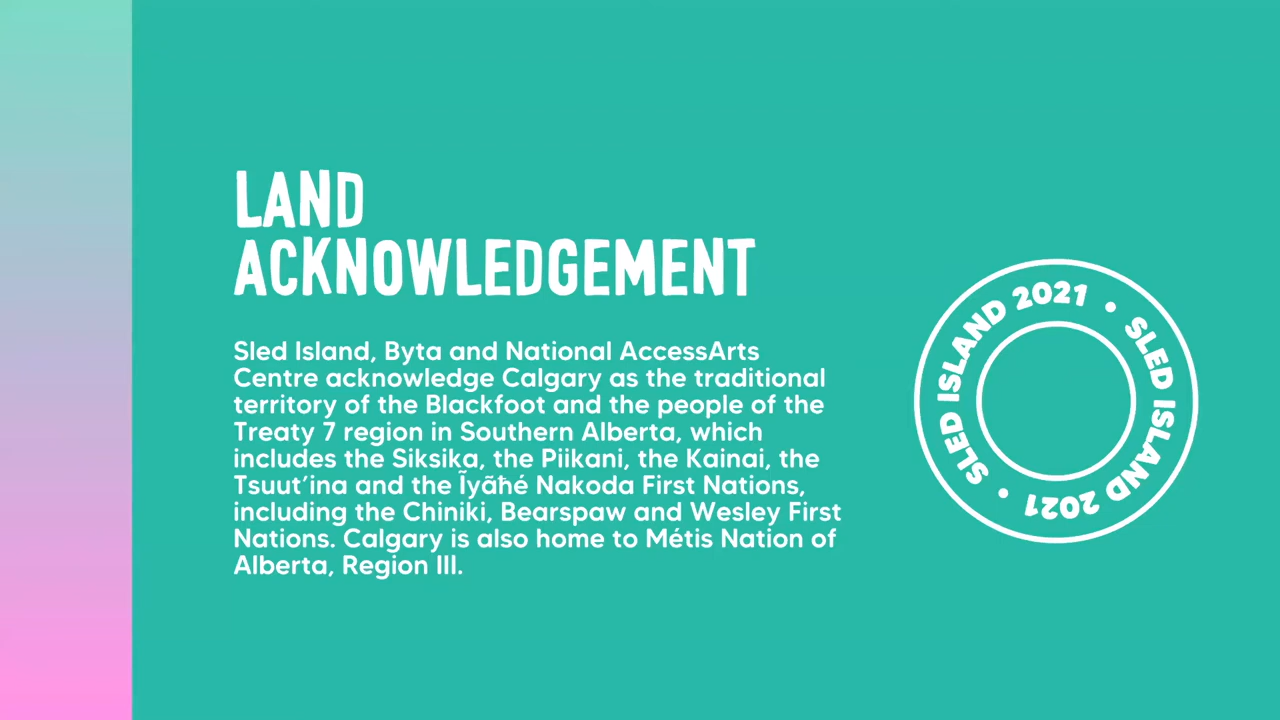 LAND
ACKNOWLEDGEMENT
Sled Island, Byta and National AccessArts
Centre acknowledge Calgary as the traditional
territory of the Blackfoot and the people of the
Treaty 7 region in Southern Alberta, which
includes the Siksika, the Piikani, the Kainai, the
Tsuut’ina and the Ĩyãħé Nakoda First Nations,
including the Chiniki, Bearspaw and Wesley First
Nations. Calgary is also home to Métis Nation of
Alberta, Region III.
SLED ISLAND 2021 • SLED ISLAND 2021 •